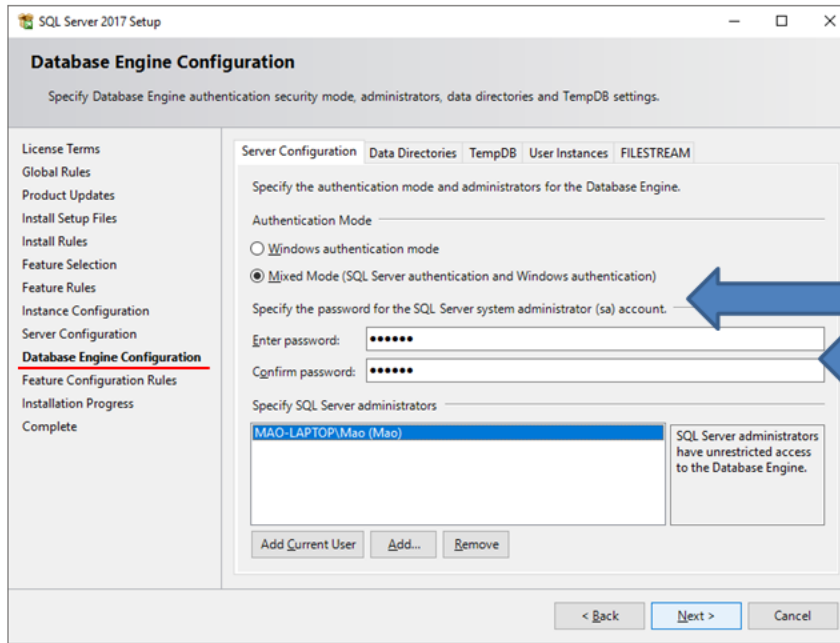 SQL Server 2017 Setup
Database Engine Configuration
Specify Database Engine authentication security mode, administrators, data directories and TempDB settings.
License Terms
Global Rules
Product Updates
Install Setup Files
Install Rules
Feature Selection
Feature Rules
Instance Configuration
Server Configuration
Database Engine Configuration
Feature Configuration Rules
Installation Progress
Complete
Server Configuration Data Directories TempDB User Instances FILESTREAM
Specify the authentication mode and administrators for the Database Engine.
Authentication Mode
Windows authentication mode
Mixed Mode (SQL Server authentication and Windows authentication)
Specify the password for the SQL Server system administrator (sa) account.
Enter password: ●●●●●●
Confirm password: ●●●●●●
Specify SQL Server administrators
MAO-LAPTOP\Mao (Mao)
SQL Server administrators
have unrestricted access
to the Database Engine.
Add Current User Add... Remove
< Back Next > Cancel